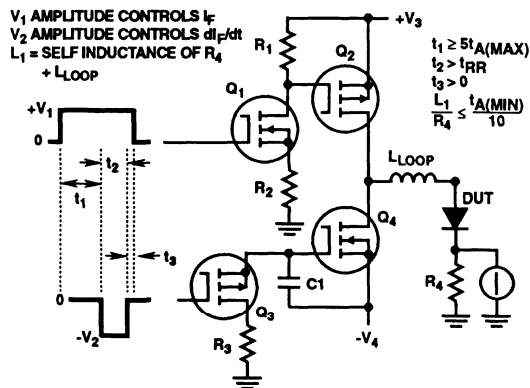 V1 AMPLITUDE CONTROLS IF
V2 AMPLITUDE CONTROLS dIF/dt
L1 = SELF INDUCTANCE OF R4
+ LLOOP
+V3
R1
Q2
t1 ≥ 5tA(MAX)
t2 > tRR
t3 > 0
L1/R4 ≤ tA(MIN)/10
Q1
+V1
0
t2
t1
R2
LLOOP
DUT
Q4
t3
0
C1
R4
-V2
Q3
R3
-V4